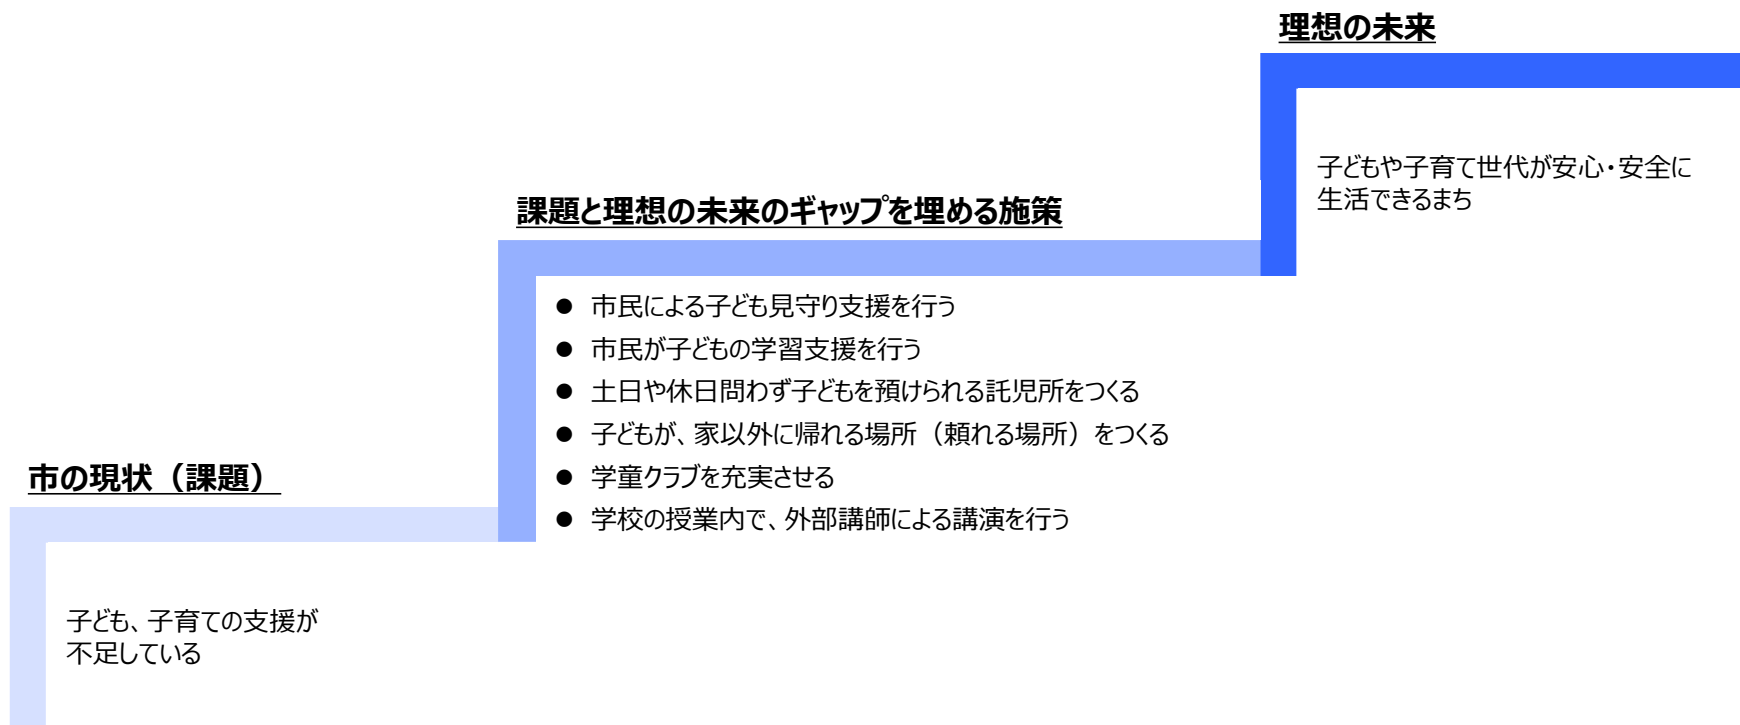 理想の未来
子どもや子育て世代が安心・安全に
生活できるまち
課題と理想の未来のギャップを埋める施策
● 市民による子ども見守り支援を行う
● 市民が子どもの学習支援を行う
● 土日や休日問わず子どもを預けられる託児所をつくる
● 子どもが、家以外に帰れる場所（頼れる場所）をつくる
● 学童クラブを充実させる
● 学校の授業内で、外部講師による講演を行う
市の現状（課題）
子ども、子育ての支援が
不足している